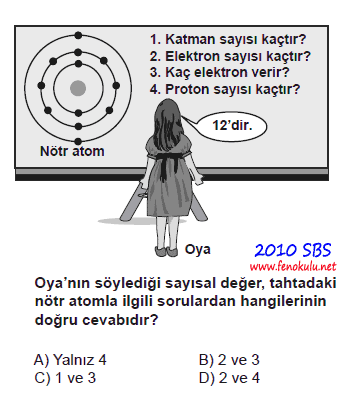 1. Katman sayısı kaçtır?
2. Elektron sayısı kaçtır?
3. Kaç elektron verir?
4. Proton sayısı kaçtır?
Nötr atom
12'dir.
Oya
2010 SBS
www.fenokulu.net
Oya'nın söylediği sayısal değer, tahtadaki
nötr atomla ilgili sorulardan hangilerinin
doğru cevabıdır?
A) Yalnız 4
B) 2 ve 3
C) 1 ve 3
D) 2 ve 4